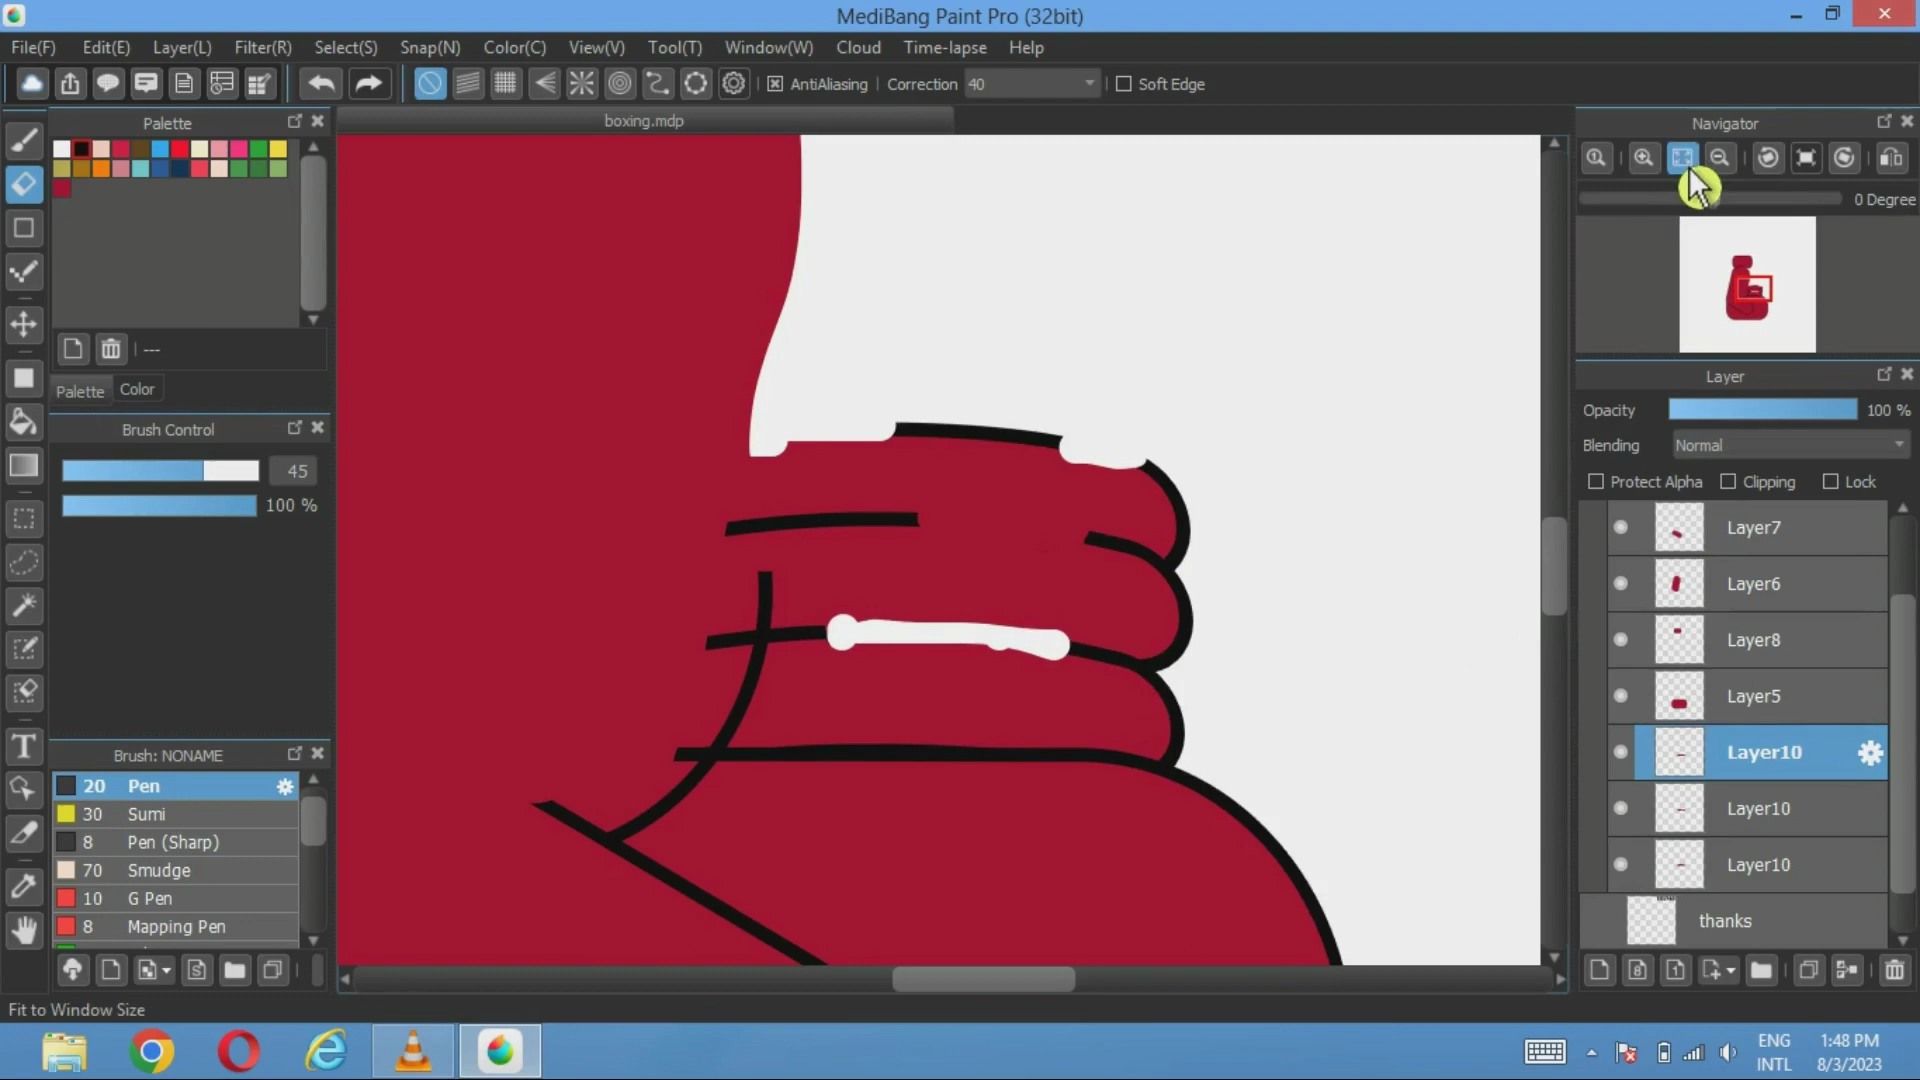 MediBang Paint Pro (32bit)
File(F) Edit(E) Layer(L) Filter(R) Select(S) Snap(N) Color(C) View(V) Tool(T) Window(W) Cloud Time-lapse Help
AntiAliasing Correction 40 Soft Edge
Palette
boxing.mdp
Navigator
0 Degree
---
Palette Color
Brush Control
45
100 %
Brush: NONAME
20 Pen
30 Sumi
8 Pen (Sharp)
70 Smudge
10 G Pen
8 Mapping Pen
Layer
Opacity 100 %
Blending Normal
Protect Alpha Clipping Lock
Layer7
Layer6
Layer8
Layer5
Layer10
Layer10
Layer10
thanks
Fit to Window Size
ENG
INTL
1:48 PM
8/3/2023